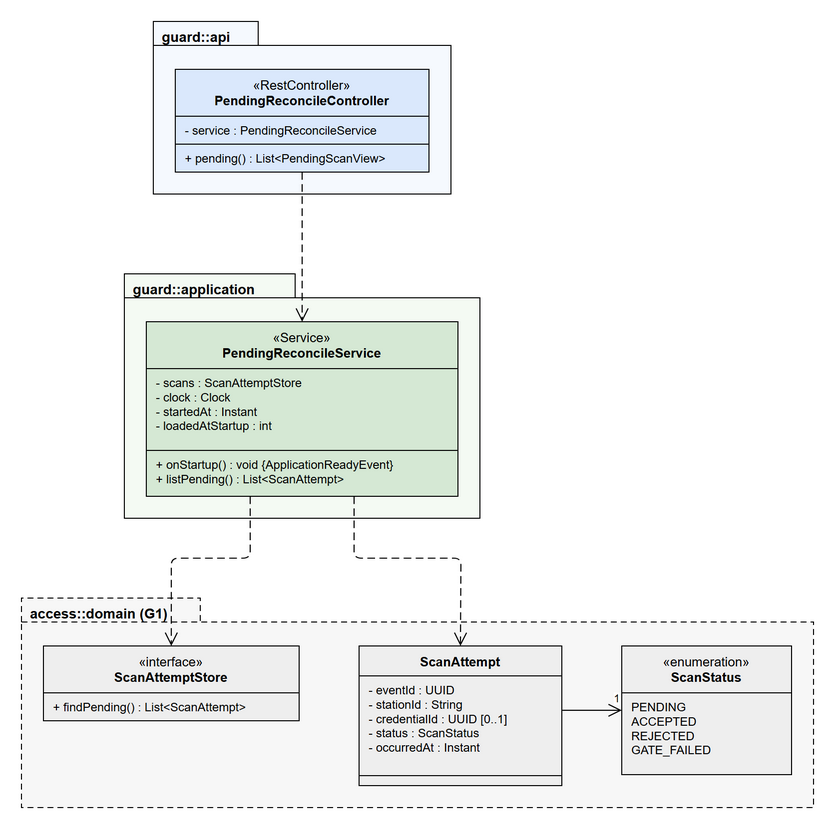 guard::api
«RestController»
PendingReconcileController
- service : PendingReconcileService
+ pending() : List<PendingScanView>
guard::application
«Service»
PendingReconcileService
- scans : ScanAttemptStore
- clock : Clock
- startedAt : Instant
- loadedAtStartup : int
+ onStartup() : void {ApplicationReadyEvent}
+ listPending() : List<ScanAttempt>
access::domain (G1)
«interface»
ScanAttemptStore
+ findPending() : List<ScanAttempt>
ScanAttempt
- eventId : UUID
- stationId : String
- credentialId : UUID [0..1]
- status : ScanStatus
- occurredAt : Instant
1
«enumeration»
ScanStatus
PENDING
ACCEPTED
REJECTED
GATE_FAILED